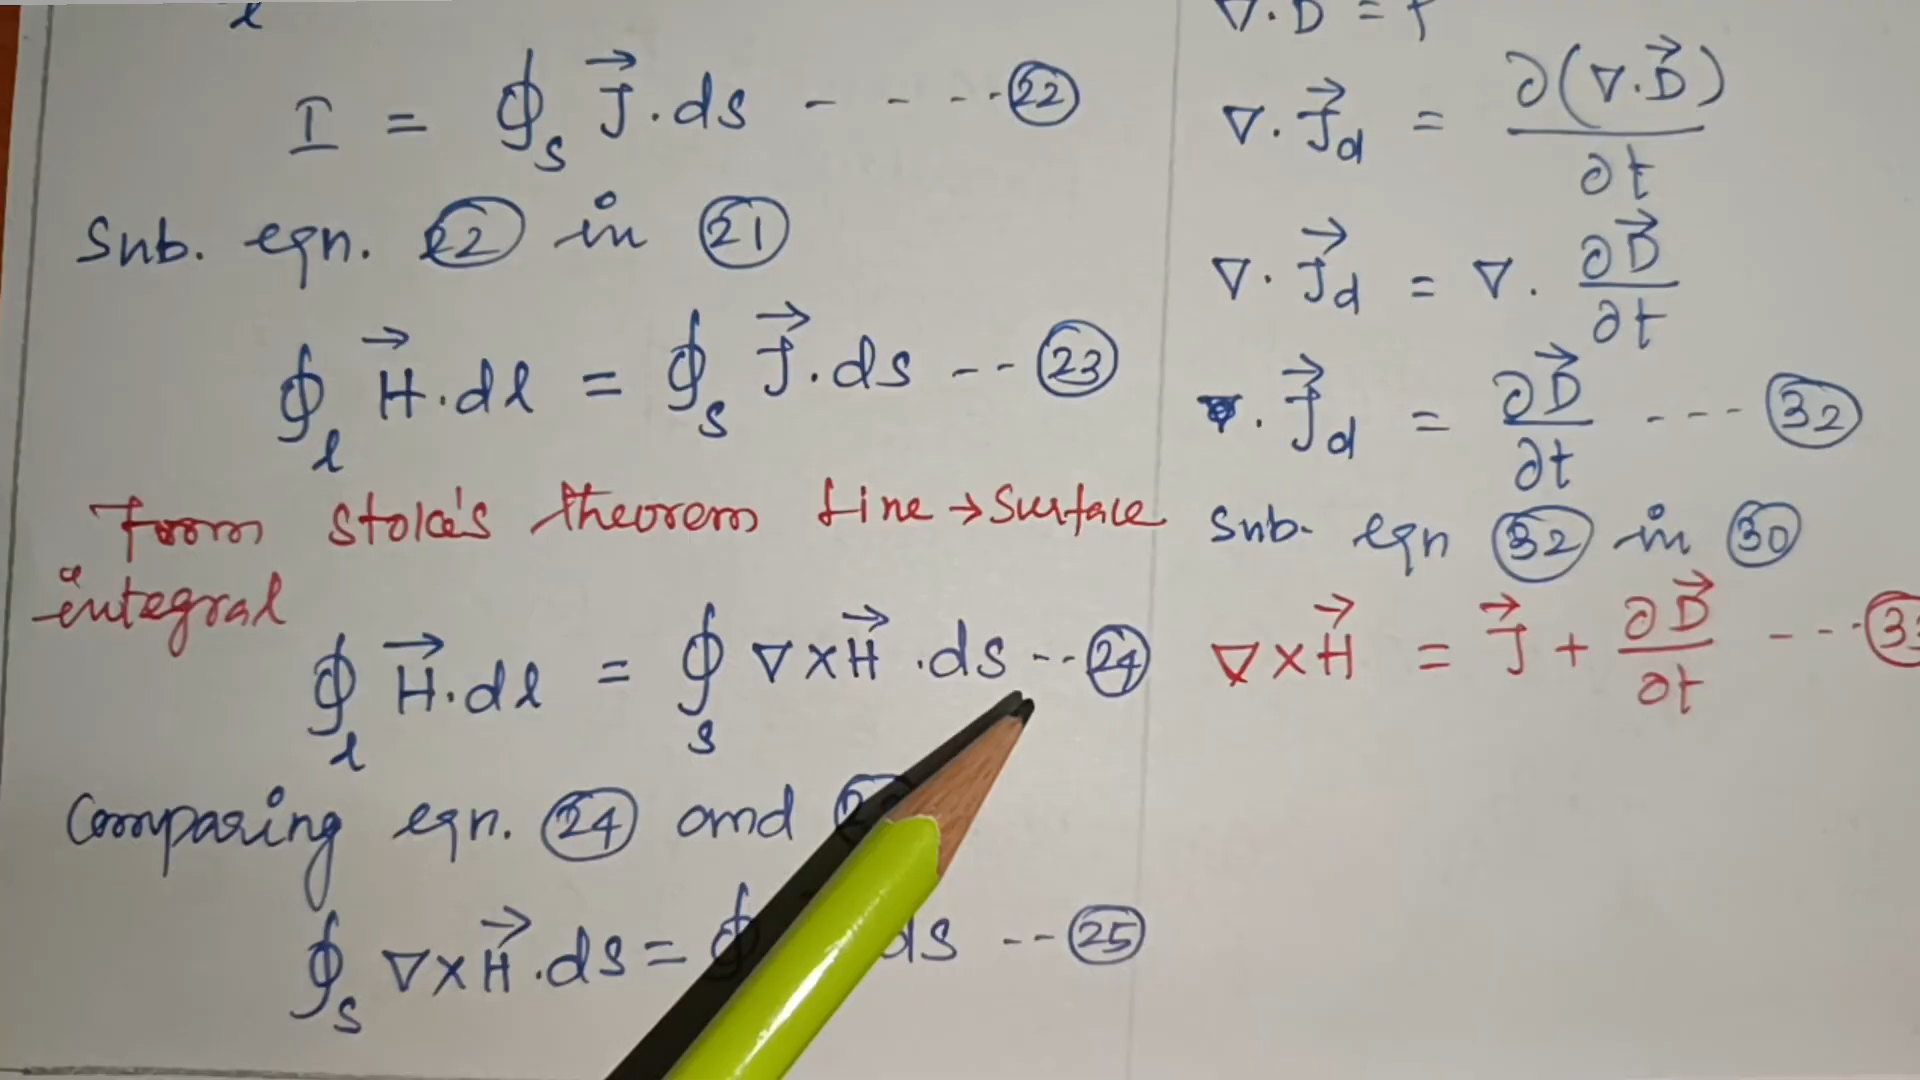 l
I = ∮s J⃗.ds - - - -- (22)
Sub. eqn. (22) in (21)
∮l H⃗.dl = ∮s J⃗.ds -- (23)
From Stoke's theorem line → Surface
integral
∮l H⃗.dl = ∮s ∇×H⃗.ds -- (24)
Comparing eqn. (24) and
∮s ∇×H⃗.ds = ∮ ds -- (25)
∇.D =
∇.J⃗d = ∂(∇.D⃗)/∂t
∇.J⃗d = ∇. ∂D⃗/∂t
. J⃗d = ∂D⃗/∂t --- (32)
Sub. eqn (32) in (30)
∇×H⃗ = J⃗ + ∂D⃗/∂t ---